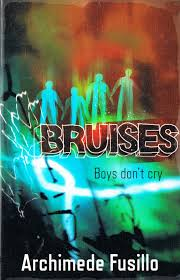 BRUISES
Boys don't cry
Archimede Fusillo